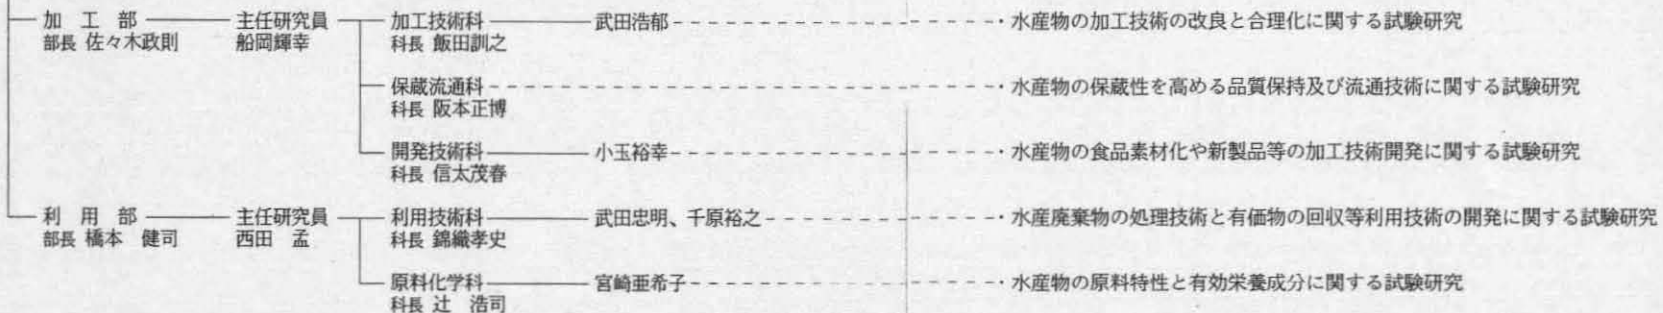 加 工 部 主任研究員 加工技術科 武田浩郁 ・水産物の加工技術の改良と合理化に関する試験研究
部長 佐々木政則 船岡輝幸 科長 飯田訓之
保蔵流通科 ・水産物の保蔵性を高める品質保持及び流通技術に関する試験研究
科長 阪本正博
開発技術科 小玉裕幸 ・水産物の食品素材化や新製品等の加工技術開発に関する試験研究
科長 信太茂春
利 用 部 主任研究員 利用技術科 武田忠明、千原裕之 ・水産廃棄物の処理技術と有価物の回収等利用技術の開発に関する試験研究
部長 橋本 健司 西田 孟 科長 錦織孝史
原料化学科 宮崎亜希子 ・水産物の原料特性と有効栄養成分に関する試験研究
科長 辻 浩司